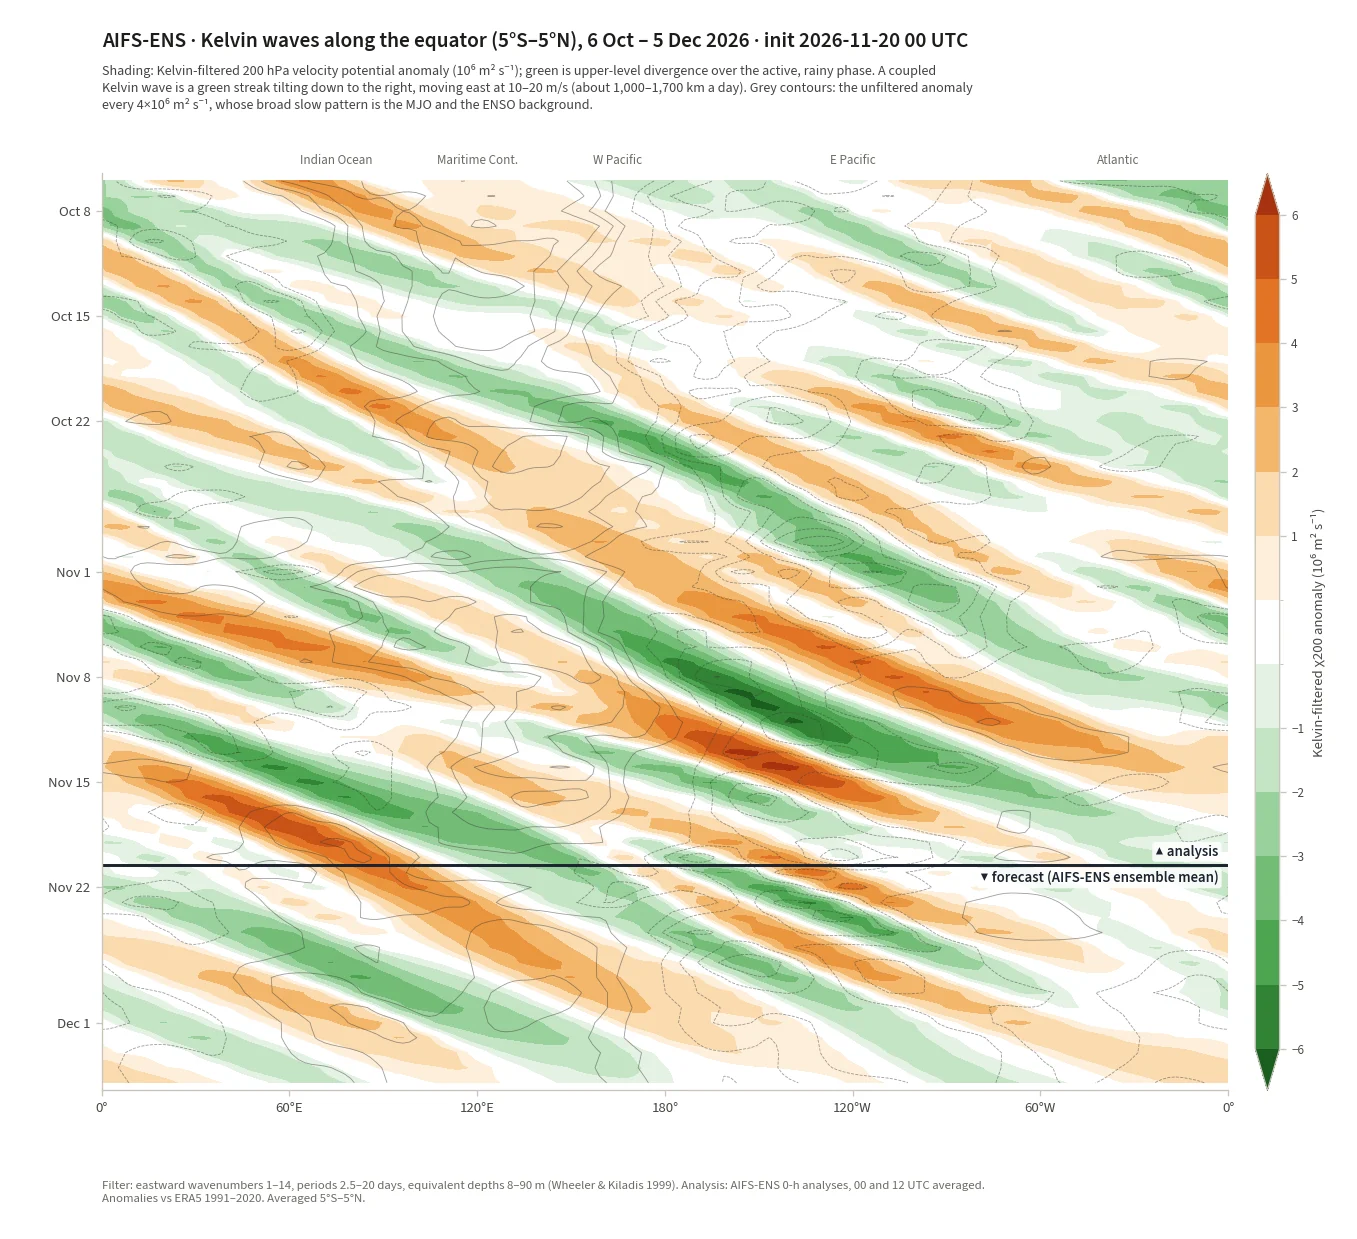 AIFS-ENS · Kelvin waves along the equator (5°S–5°N), 6 Oct – 5 Dec 2026 · init 2026-11-20 00 UTC
Shading: Kelvin-filtered 200 hPa velocity potential anomaly (10⁶ m² s⁻¹); green is upper-level divergence over the active, rainy phase. A coupled
Kelvin wave is a green streak tilting down to the right, moving east at 10–20 m/s (about 1,000–1,700 km a day). Grey contours: the unfiltered anomaly
every 4×10⁶ m² s⁻¹, whose broad slow pattern is the MJO and the ENSO background.
Indian Ocean
Maritime Cont.
W Pacific
E Pacific
Atlantic
Oct 8
Oct 15
Oct 22
Nov 1
Nov 8
Nov 15
Nov 22
Dec 1
▲ analysis
▼ forecast (AIFS-ENS ensemble mean)
0°
60°E
120°E
180°
120°W
60°W
0°
6
5
4
3
2
1
−1
−2
−3
−4
−5
−6
Kelvin-filtered χ200 anomaly (10⁶ m² s⁻¹)
Filter: eastward wavenumbers 1–14, periods 2.5–20 days, equivalent depths 8–90 m (Wheeler & Kiladis 1999). Analysis: AIFS-ENS 0-h analyses, 00 and 12 UTC averaged.
Anomalies vs ERA5 1991–2020. Averaged 5°S–5°N.